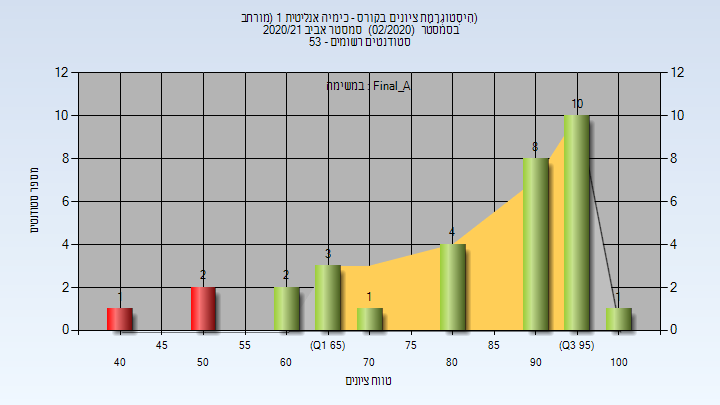 (היסטוגרמת ציונים בקורס - כימיה אנליטית 1 (מורחב
בסמסטר (02/2020) סמסטר אביב 2020/21
סטודנטים רשומים - 53
במשימה : Final_A
מספר סטודנטים
12 12
10 10
8 8
6 6
4 4
2 2
0 0
1 2 2 3 1 4 8 10 1
45 55 (Q1 65) 75 85 (Q3 95)
40 50 60 70 80 90 100
טווח ציונים